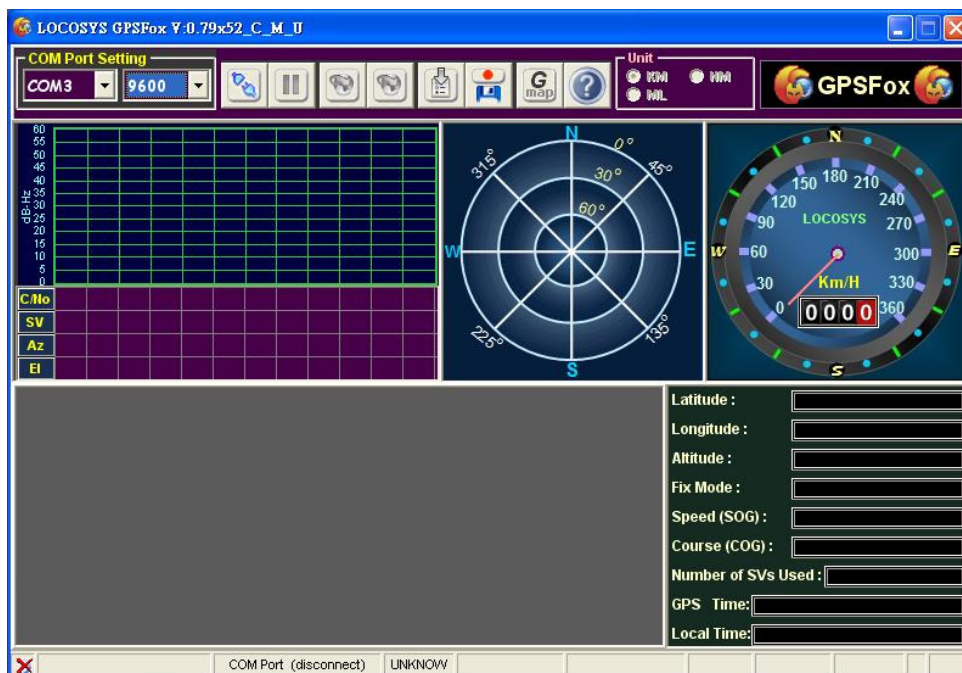 LOCOSYS GPSFox V:0.79x52_C_M_U
COM Port Setting
COM3 9600
G map
?
Unit
KM NM
ML
GPSFox
60
55
50
45
40
35
30
25
20
15
10
5
0
dB-Hz
C/No
SV
Az
El
N
0°
315° 30° 45°
60°
W E
225° 135°
S
N
150 180 210
120 240
LOCOSYS
90 270
W 60 300 E
30 Km/H 330
0 0000 360
S
Latitude :
Longitude :
Altitude :
Fix Mode :
Speed (SOG) :
Course (COG) :
Number of SVs Used :
GPS Time:
Local Time:
COM Port (disconnect) UNKNOW